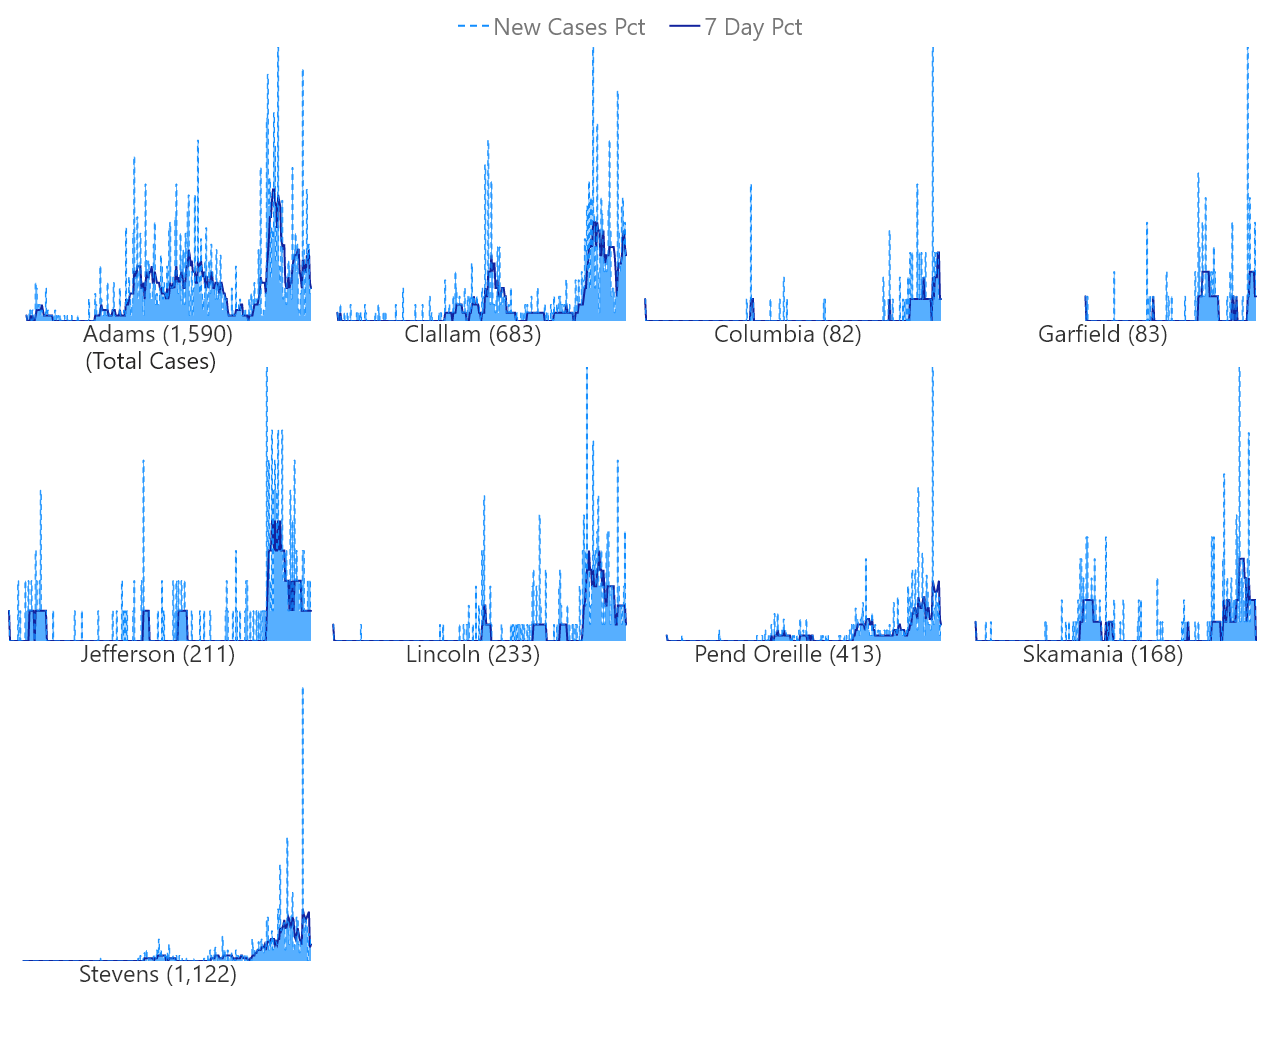 New Cases Pct 7 Day Pct
Adams (1,590) Clallam (683) Columbia (82) Garfield (83)
(Total Cases)
Jefferson (211) Lincoln (233) Pend Oreille (413) Skamania (168)
Stevens (1,122)